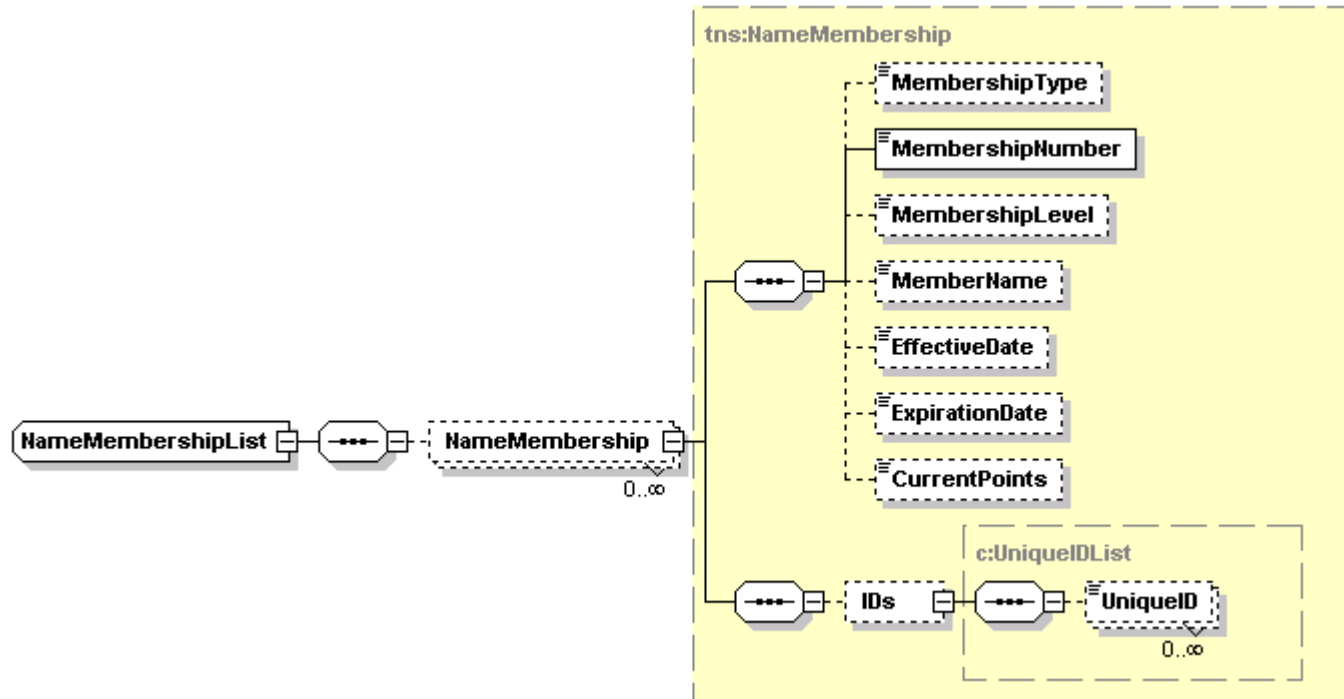 tns:NameMembership
MembershipType
MembershipNumber
MembershipLevel
MemberName
EffectiveDate
ExpirationDate
NameMembershipList
NameMembership
0..∞
CurrentPoints
c:UniqueIDList
IDs
UniqueID
0..∞